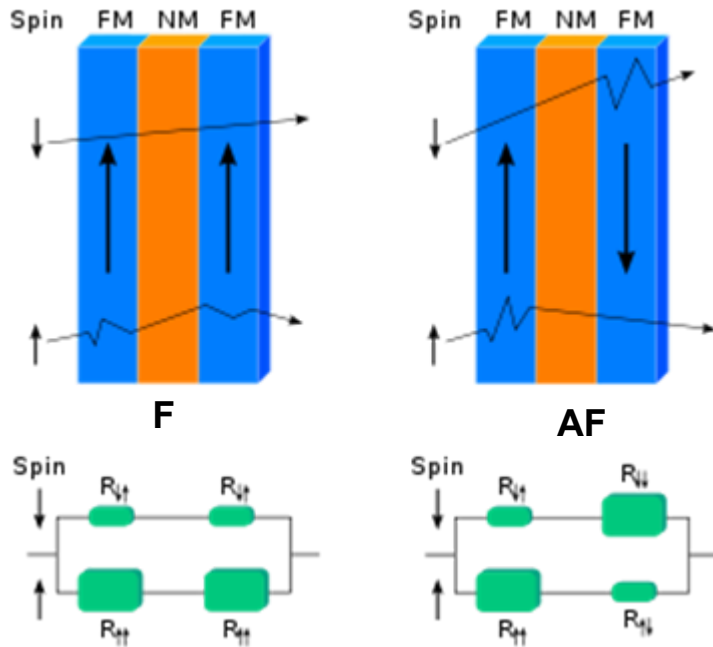 Spin FM NM FM
Spin FM NM FM
F
AF
Spin
R↓↑ R↓↑
R↑↑ R↑↑
Spin
R↓↑ R↓↓
R↑↑ R↑↓